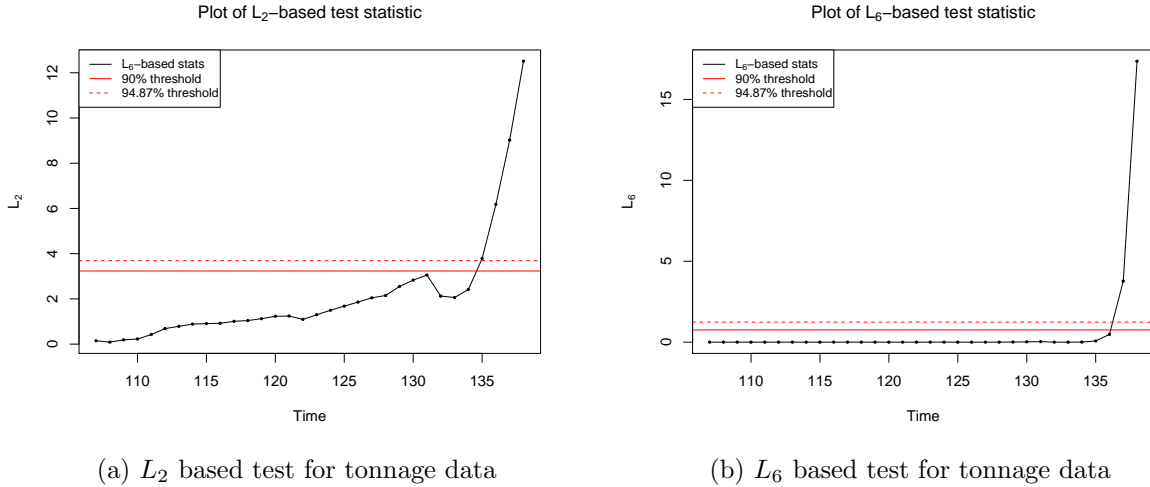 Plot of L₂−based test statistic
L₆−based stats
90% threshold
94.87% threshold
L₂
0 2 4 6 8 10 12
110 115 120 125 130 135
Time
(a) L₂ based test for tonnage data
Plot of L₆−based test statistic
L₆−based stats
90% threshold
94.87% threshold
L₆
0 5 10 15
110 115 120 125 130 135
Time
(b) L₆ based test for tonnage data